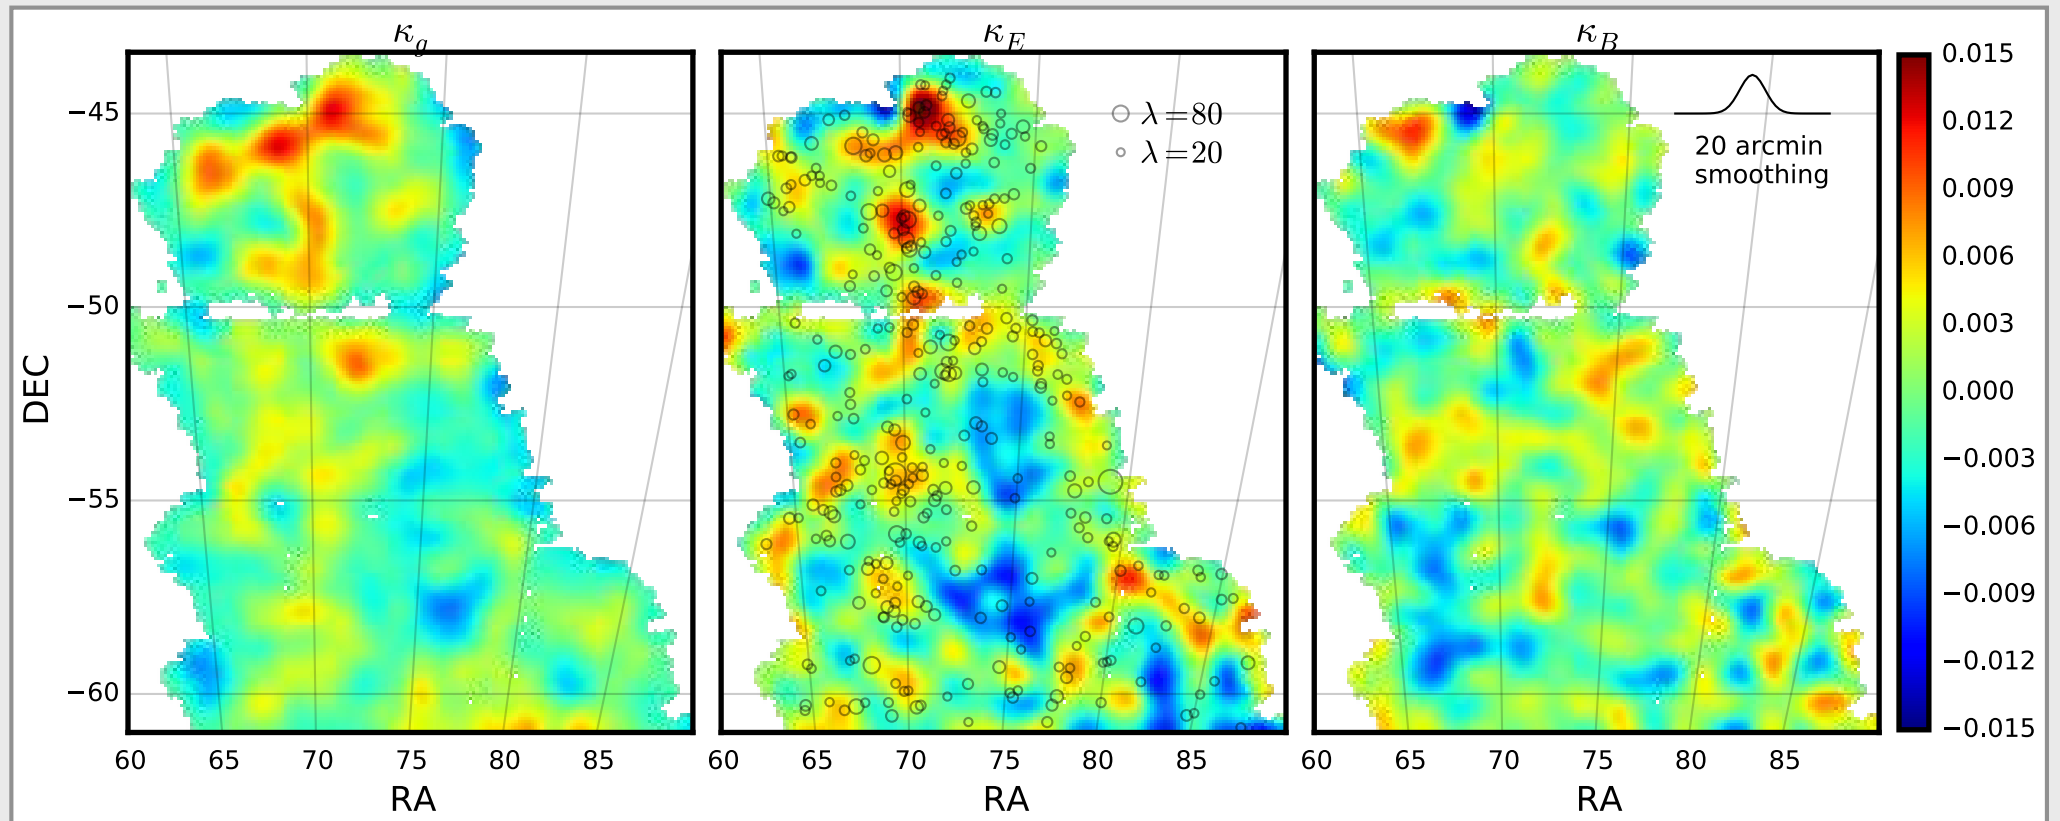 κg
κE
κB
λ=80
λ=20
20 arcmin
smoothing
DEC
−45
−50
−55
−60
60 65 70 75 80 85
60 65 70 75 80 85
60 65 70 75 80 85
RA
RA
RA
0.015
0.012
0.009
0.006
0.003
0.000
−0.003
−0.006
−0.009
−0.012
−0.015